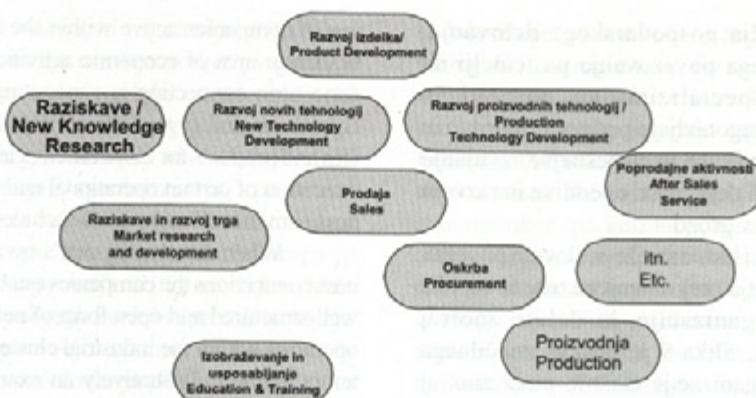 Razvoj izdelka/
Product Development
Raziskave /
New Knowledge
Research
Razvoj novih tehnologij
New Technology
Development
Razvoj proizvodnih tehnologij /
Production
Technology Development
Poprodajne aktivnosti
After Sales
Service
Prodaja
Sales
Raziskave in razvoj trga
Market research
and development
Oskrba
Procurement
itn.
Etc.
Proizvodnja
Production
Izobraževanje in
usposabljanje
Education & Training